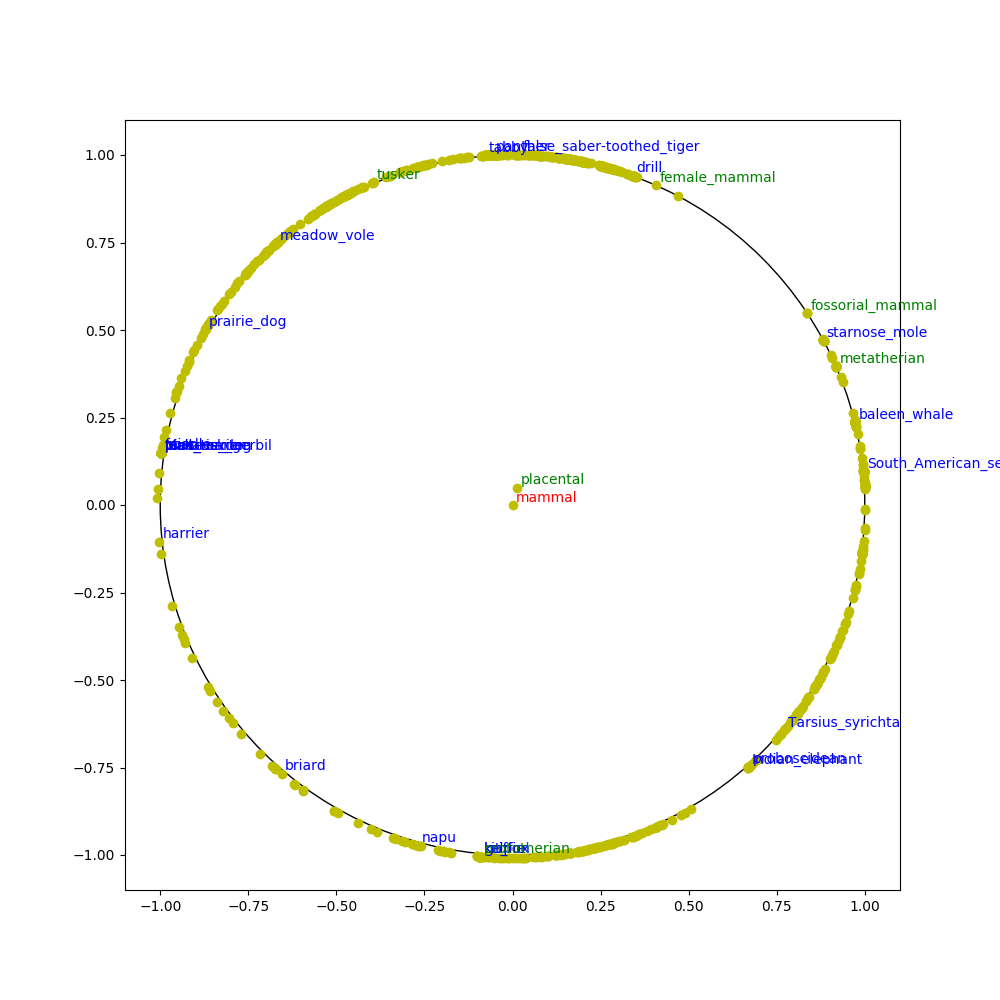 false_saber-toothed_tiger
drill
tusker
female_mammal
meadow_vole
fossorial_mammal
prairie_dog
starnose_mole
metatherian
baleen_whale
South_American_se
placental
mammal
harrier
Tarsius_syrichta
proboscidean
Indian_elephant
briard
napu
1.00
0.75
0.50
0.25
0.00
−0.25
−0.50
−0.75
−1.00
−1.00 −0.75 −0.50 −0.25 0.00 0.25 0.50 0.75 1.00